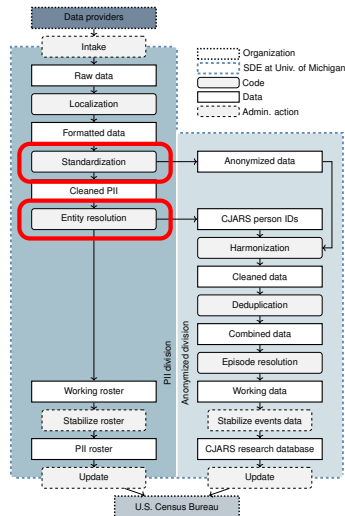 Data providers
Organization
SDE at Univ. of Michigan
Code
Data
Admin. action
Intake
Raw data
Localization
Formatted data
Standardization
Anonymized data
Cleaned PII
Entity resolution
CJARS person IDs
Harmonization
Cleaned data
Deduplication
Combined data
Episode resolution
PII division
Anonymized division
Working roster
Working data
Stabilize roster
Stabilize events data
PII roster
CJARS research database
Update
Update
U.S. Census Bureau